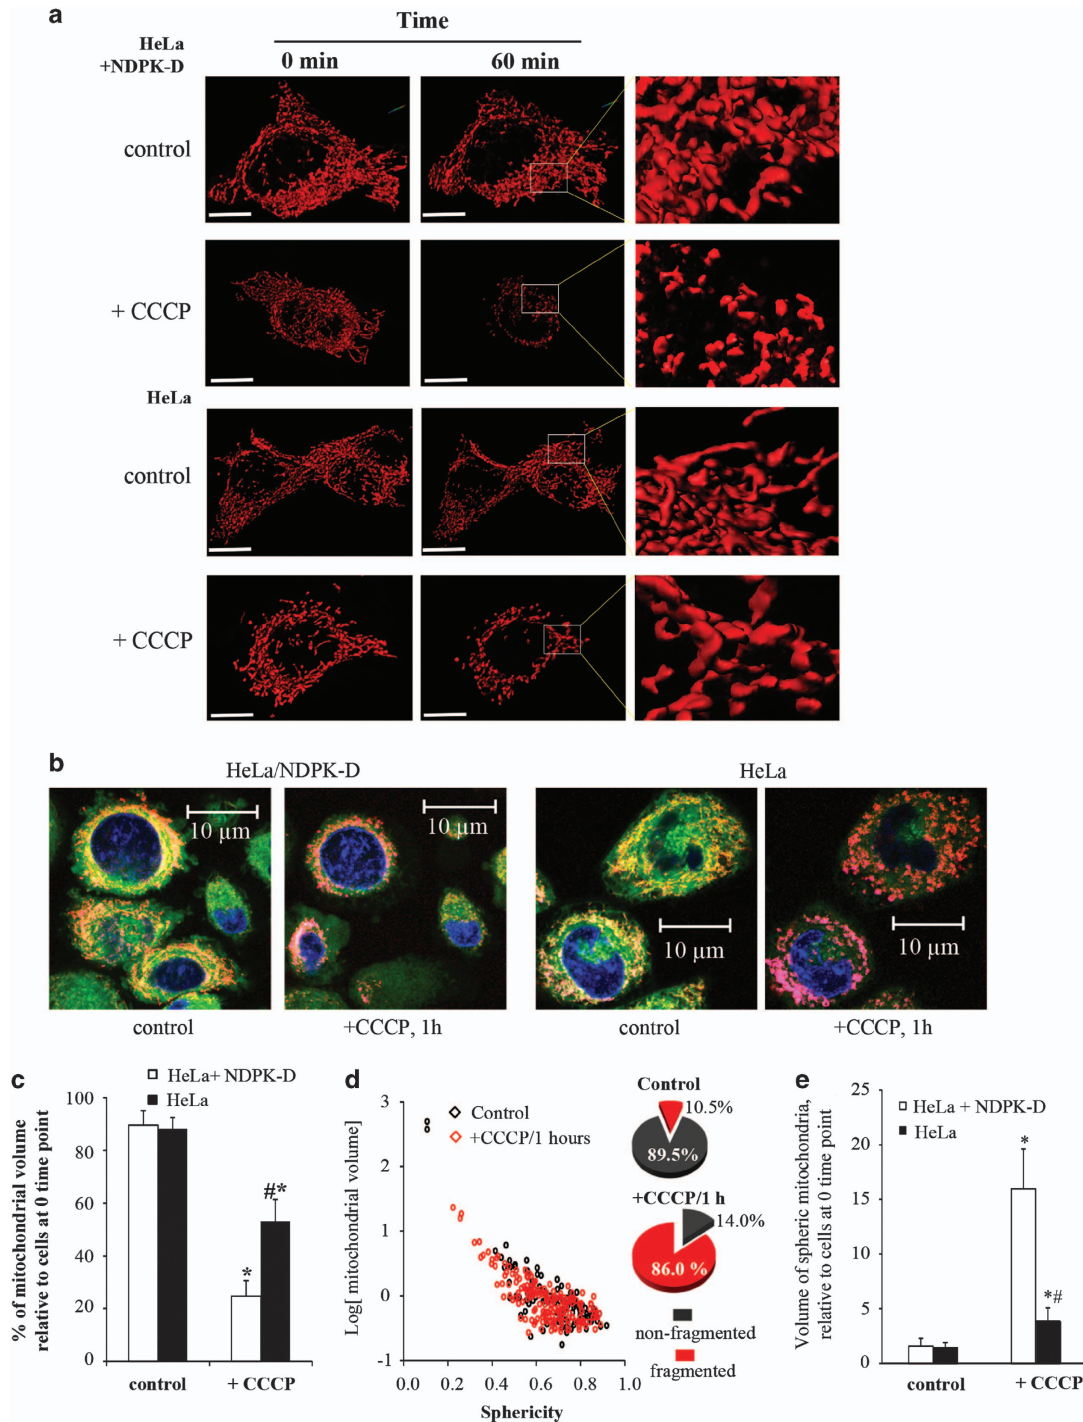 a
Time
HeLa
+NDPK-D
0 min
60 min
control
+ CCCP
HeLa
control
+ CCCP
b
HeLa/NDPK-D
HeLa
10 µm
10 µm
10 µm
10 µm
control
+CCCP, 1h
control
+CCCP, 1h
c
HeLa+ NDPK-D
HeLa
% of mitochondrial volume
relative to cells at 0 time point
100
80
60
40
20
0
*
#*
control
+ CCCP
d
Control
+CCCP/1 hours
Log[ mitochondrial volume]
3
2
1
0
-1
0.0
0.2
0.4
0.6
0.8
1.0
Sphericity
Control
10.5%
89.5%
+CCCP/1 h
14.0%
86.0 %
non-fragmented
fragmented
e
HeLa + NDPK-D
HeLa
Volume of spheric mitochondria,
relative to cells at 0 time point
25
20
15
10
5
0
*
*#
control
+ CCCP